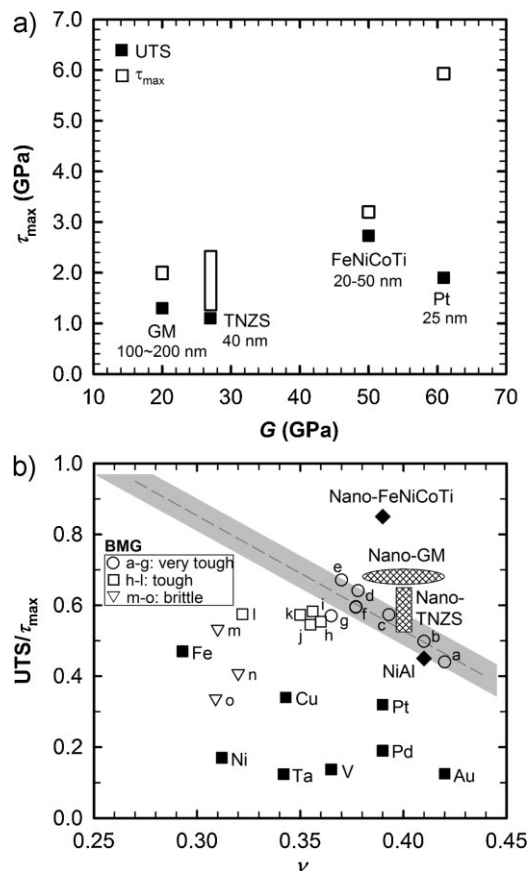 a)
7.0
6.0
5.0
4.0
3.0
2.0
1.0
0.0
τmax (GPa)
UTS
τmax
GM
100~200 nm
TNZS
40 nm
FeNiCoTi
20-50 nm
Pt
25 nm
10 20 30 40 50 60 70
G (GPa)
b)
1.0
0.8
0.6
0.4
0.2
0.0
UTS/τmax
BMG
a-g: very tough
h-l: tough
m-o: brittle
Nano-FeNiCoTi
Nano-GM
Nano-
TNZS
e
d
f
c
g
b
a
l
k
i
j
h
m
n
o
NiAl
Fe
Cu
Pt
Ni
Ta
V
Pd
Au
0.25 0.30 0.35 0.40 0.45
ν